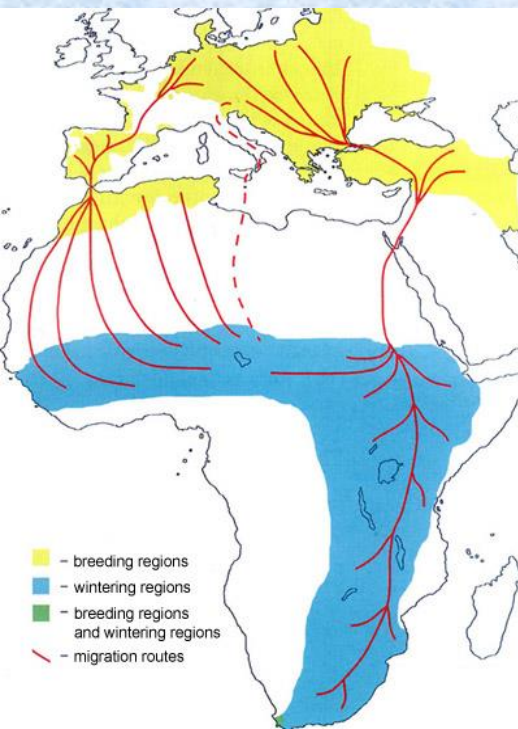 – breeding regions
– wintering regions
– breeding regions
and wintering regions
– migration routes